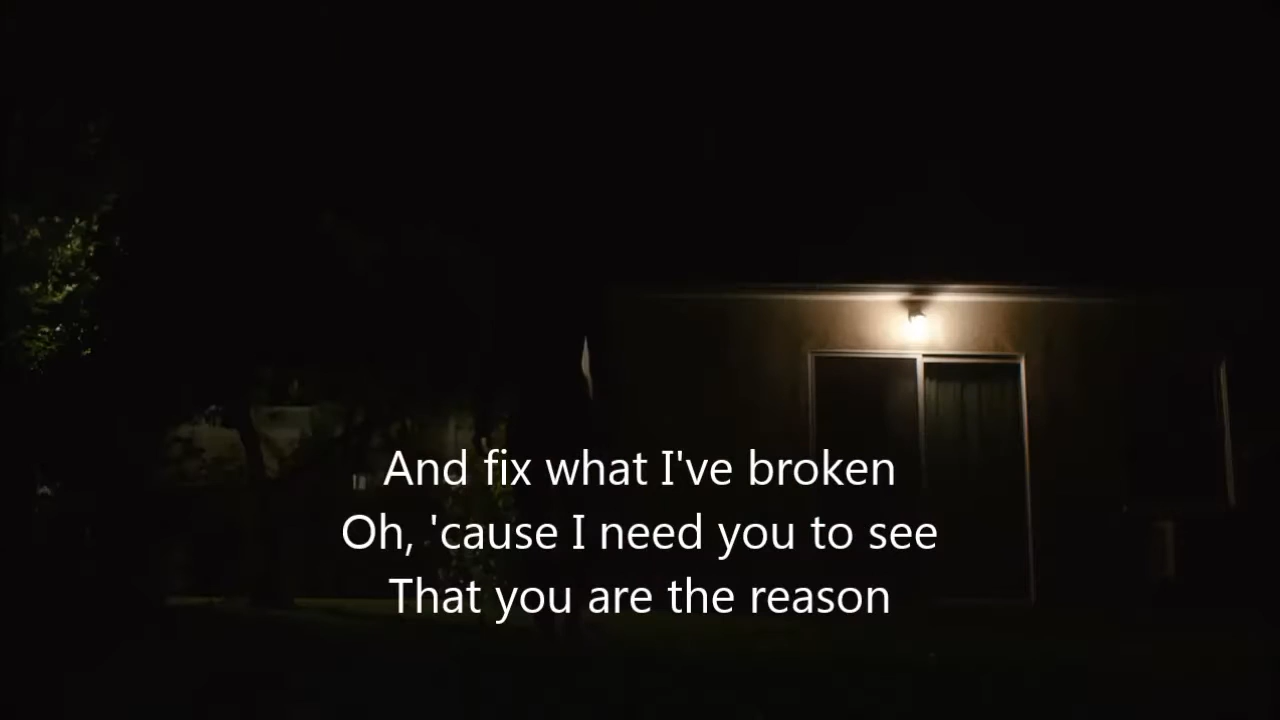 And fix what I've broken
Oh, 'cause I need you to see
That you are the reason